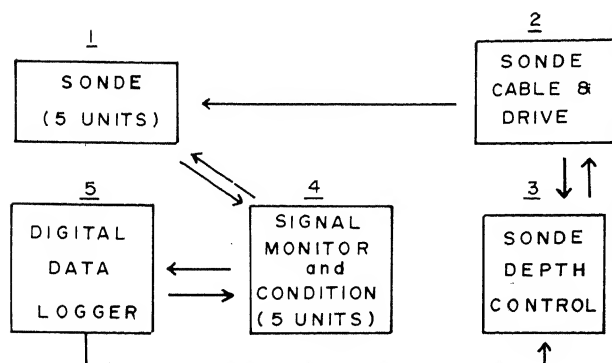 1
SONDE
(5 UNITS)
2
SONDE
CABLE &
DRIVE
5
DIGITAL
DATA
LOGGER
4
SIGNAL
MONITOR
and
CONDITION
(5 UNITS)
3
SONDE
DEPTH
CONTROL